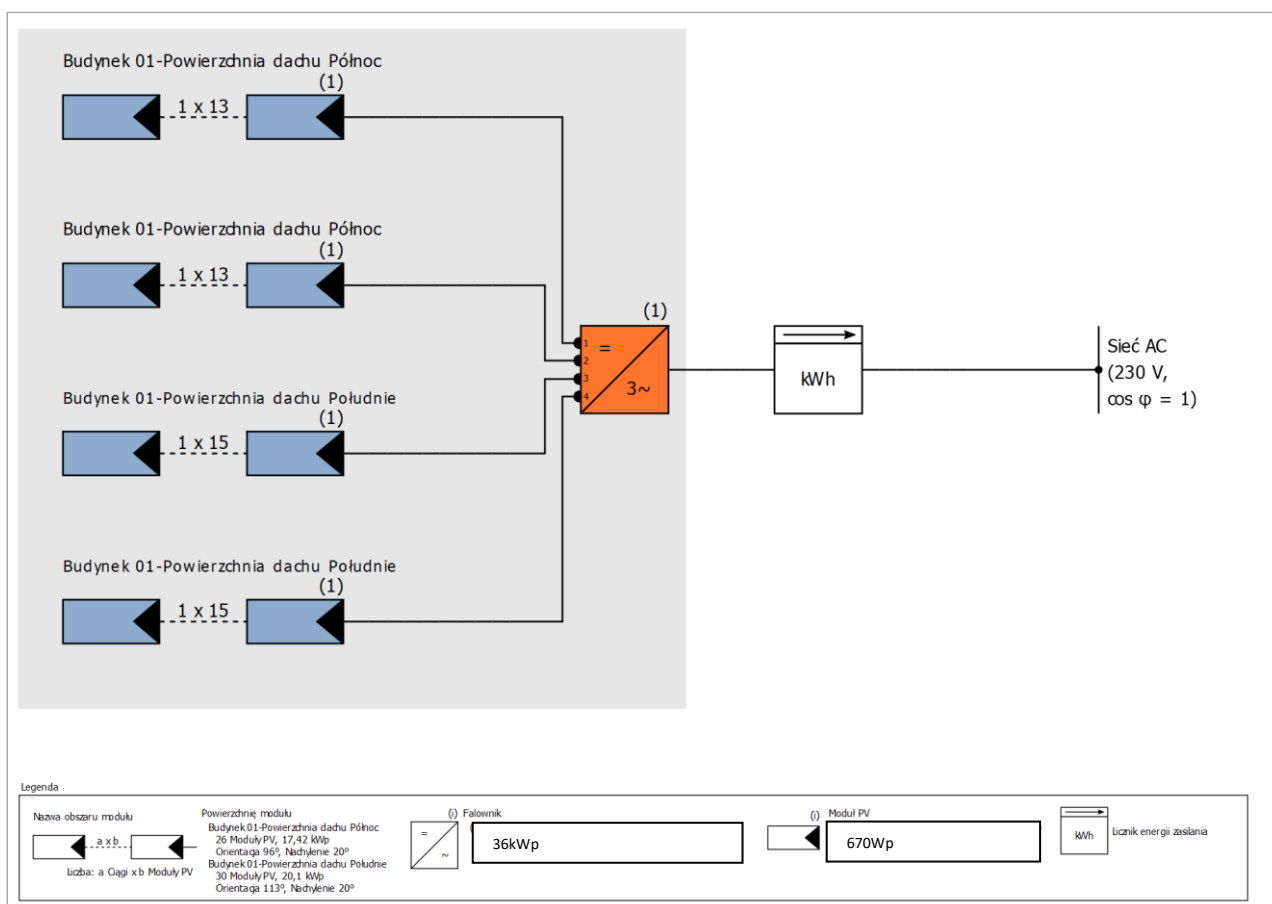 Budynek 01-Powierzchnia dachu Północ
(1)
1 x 13
Budynek 01-Powierzchnia dachu Północ
(1)
1 x 13
Budynek 01-Powierzchnia dachu Południe
(1)
1 x 15
Budynek 01-Powierzchnia dachu Południe
(1)
1 x 15
(1)
1
2
3
4
=
3~
kWh
Sieć AC
(230 V,
cos φ = 1)
Legenda
Nazwa obszaru modułu
a x b
Liczba: a Ciągi x b Moduły PV
Powierzchnię modułu
Budynek 01-Powierzchnia dachu Północ
26 Moduły PV, 17,42 kWp
Orientacja 96°, Nachylenie 20°
Budynek 01-Powierzchnia dachu Południe
30 Moduły PV, 20,1 kWp
Orientacja 113°, Nachylenie 20°
=
~
(i) Falownik
36kWp
(i) Moduł PV
670Wp
kWh
Licznik energii zasilania